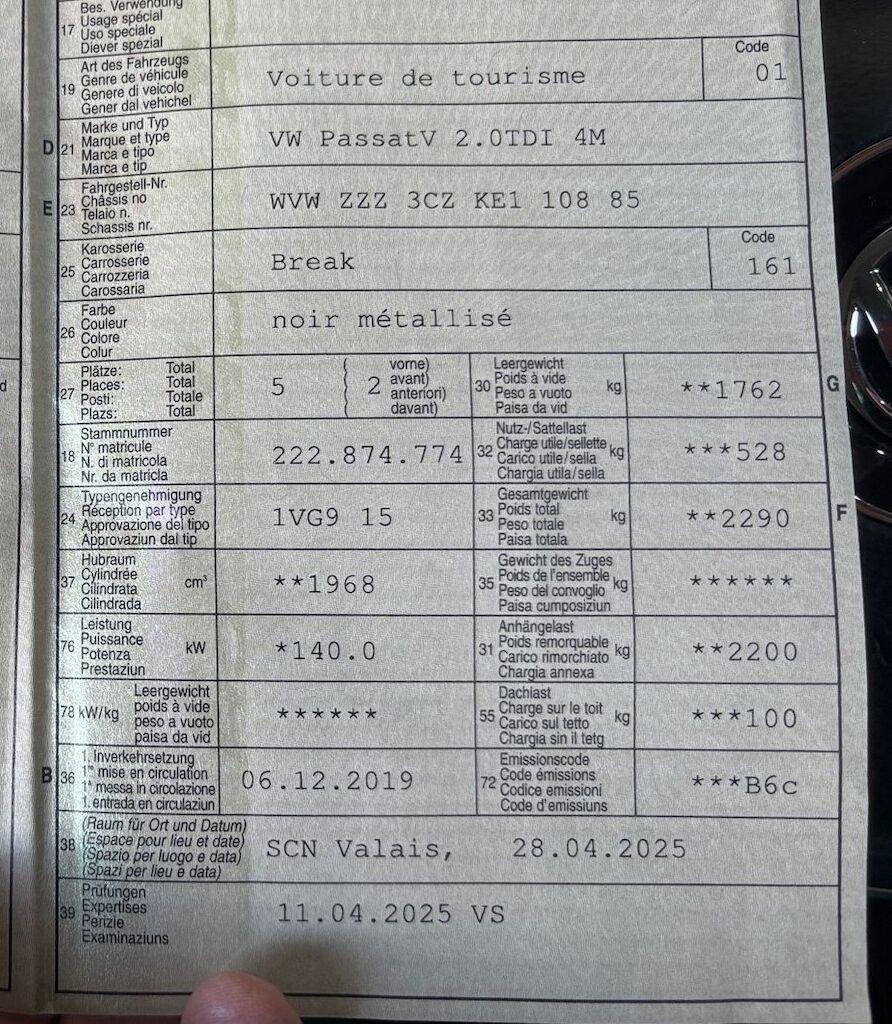 17 Bes. Verwendung
Usage spécial
Uso speciale
Diever spezial
19 Art des Fahrzeugs
Genre de véhicule
Genere di veicolo
Gener dal vehichel
Voiture de tourisme
Code
01
D 21 Marke und Typ
Marque et type
Marca e tipo
Marca e tip
VW PassatV 2.0TDI 4M
E 23 Fahrgestell-Nr.
Châssis no
Telaio n.
Schassis nr.
WVW ZZZ 3CZ KE1 108 85
25 Karosserie
Carrosserie
Carrozzeria
Carossaria
Break
Code
161
26 Farbe
Couleur
Colore
Colur
noir métallisé
27 Plätze: Total
Places: Total
Posti: Totale
Plazs: Total
5 ( 2 vorne)
avant)
anteriori)
davant)
30 Leergewicht
Poids à vide
Peso a vuoto
Paisa da vid
kg
**1762
G
18 Stammnummer
N° matricule
N. di matricola
Nr. da matricla
222.874.774
32 Nutz-/Sattellast
Charge utile/sellette
Carico utile/sella
Chargia utila/sella
kg
***528
24 Typengenehmigung
Réception par type
Approvazione del tipo
Approvaziun dal tip
1VG9 15
33 Gesamtgewicht
Poids total
Peso totale
Paisa totala
kg
**2290
F
37 Hubraum
Cylindrée
Cilindrata
Cilindrada
cm³
**1968
35 Gewicht des Zuges
Poids de l'ensemble
Peso del convoglio
Paisa cumposiziun
kg
******
76 Leistung
Puissance
Potenza
Prestaziun
kW
*140.0
31 Anhängelast
Poids remorquable
Carico rimorchiato
Chargia annexa
kg
**2200
78 kW/kg Leergewicht
poids à vide
peso a vuoto
paisa da vid
******
55 Dachlast
Charge sur le toit
Carico sul tetto
Chargia sin il tetg
kg
***100
B 36 1. Inverkehrsetzung
1re mise en circulation
1a messa in circolazione
1. entrada en circulaziun
06.12.2019
72 Emissionscode
Code émissions
Codice emissioni
Code d'emissiuns
***B6c
38 (Raum für Ort und Datum)
(Espace pour lieu et date)
(Spazio per luogo e data)
(Spazi per lieu e data)
SCN Valais, 28.04.2025
39 Prüfungen
Expertises
Perizie
Examinaziuns
11.04.2025 VS
d